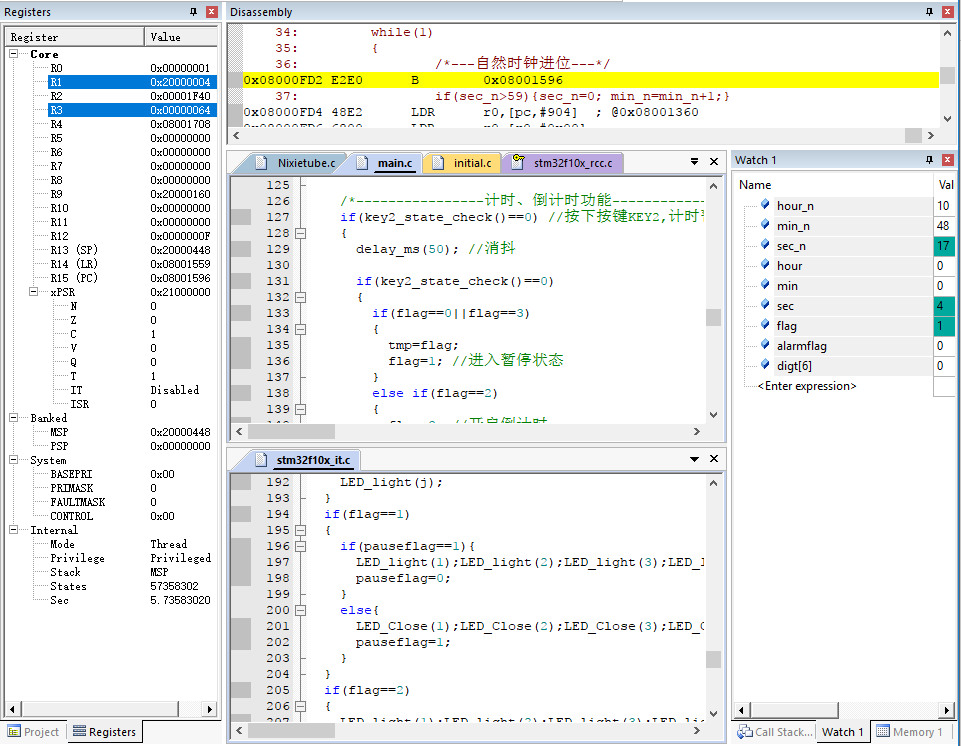 Registers
Register Value
Core
R0 0x00000001
R1 0x20000004
R2 0x00001F40
R3 0x00000064
R4 0x08001708
R5 0x00000000
R6 0x00000000
R7 0x00000000
R8 0x00000000
R9 0x20000160
R10 0x00000000
R11 0x00000000
R12 0x0000000F
R13 (SP) 0x20000448
R14 (LR) 0x08001559
R15 (PC) 0x08001596
xPSR 0x21000000
N 0
Z 0
C 1
V 0
Q 0
T 1
IT Disabled
ISR 0
Banked
MSP 0x20000448
PSP 0x00000000
System
BASEPRI 0x00
PRIMASK 0
FAULTMASK 0
CONTROL 0x00
Internal
Mode Thread
Privilege Privileged
Stack MSP
States 57358302
Sec 5.73583020
Project Registers
Disassembly
34: while(1)
35: {
36: /*---自然时钟进位---*/
0x08000FD2 E2E0 B 0x08001596
37: if(sec_n>59){sec_n=0; min_n=min_n+1;}
0x08000FD4 48E2 LDR r0,[pc,#904] ; @0x08001360
Nixietube.c main.c initial.c stm32f10x_rcc.c
125
126 /*----------------计时、倒计时功能------------
127 if(key2_state_check()==0) //按下按键KEY2,计时
128 {
129 delay_ms(50); //消抖
130
131 if(key2_state_check()==0)
132 {
133 if(flag==0||flag==3)
134 {
135 tmp=flag;
136 flag=1; //进入暂停状态
137 }
138 else if(flag==2)
139 {
stm32f10x_it.c
192 LED_light(j);
193 }
194 if(flag==1)
195 {
196 if(pauseflag==1){
197 LED_light(1);LED_light(2);LED_light(3);LED_l
198 pauseflag=0;
199 }
200 else{
201 LED_Close(1);LED_Close(2);LED_Close(3);LED_C
202 pauseflag=1;
203 }
204 }
205 if(flag==2)
206 {
Watch 1
Name Val
hour_n 10
min_n 48
sec_n 17
hour 0
min 0
sec 4
flag 1
alarmflag 0
digt[6] 0
<Enter expression>
Call Stack... Watch 1 Memory 1